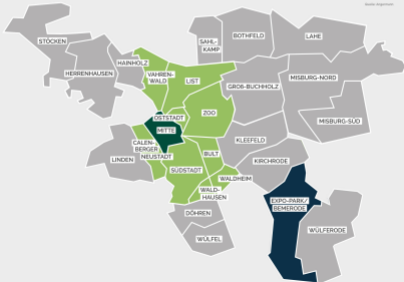 STÖCKEN
HERRENHAUSEN
HAINHOLZ
VAHREN-
WALD
LIST
SAHL-
KAMP
BOTHFELD
LAHE
GROß-BUCHHOLZ
MISBURG-NORD
MISBURG-SÜD
ZOO
OSTSTADT
MITTE
CALEN-
BERGER
NEUSTADT
LINDEN
BULT
KLEEFELD
KIRCHRODE
SÜDSTADT
WALDHEIM
WALD-
HAUSEN
DÖHREN
WÜLFEL
EXPO-PARK/
BEMERODE
WÜLFERODE